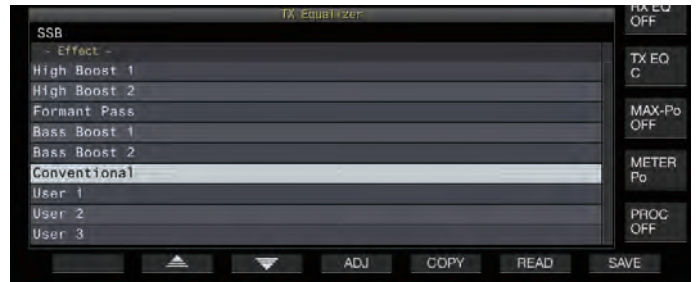 TX Equalizer
SSB
- Effect -
High Boost 1
High Boost 2
Formant Pass
Bass Boost 1
Bass Boost 2
Conventional
User 1
User 2
User 3
RX EQ
OFF
TX EQ
C
MAX-Po
OFF
METER
Po
PROC
OFF
ADJ COPY READ SAVE